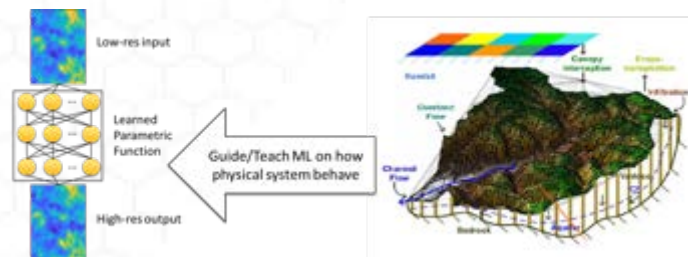 Low-res input
Learned
Parametric
Function
High-res output
Guide/Teach ML on how
physical system behave
Rainfall
Canopy
Interception
Evapo-
transpiration
Infiltration
Overland
Flow
Channel
Flow
Bedrock